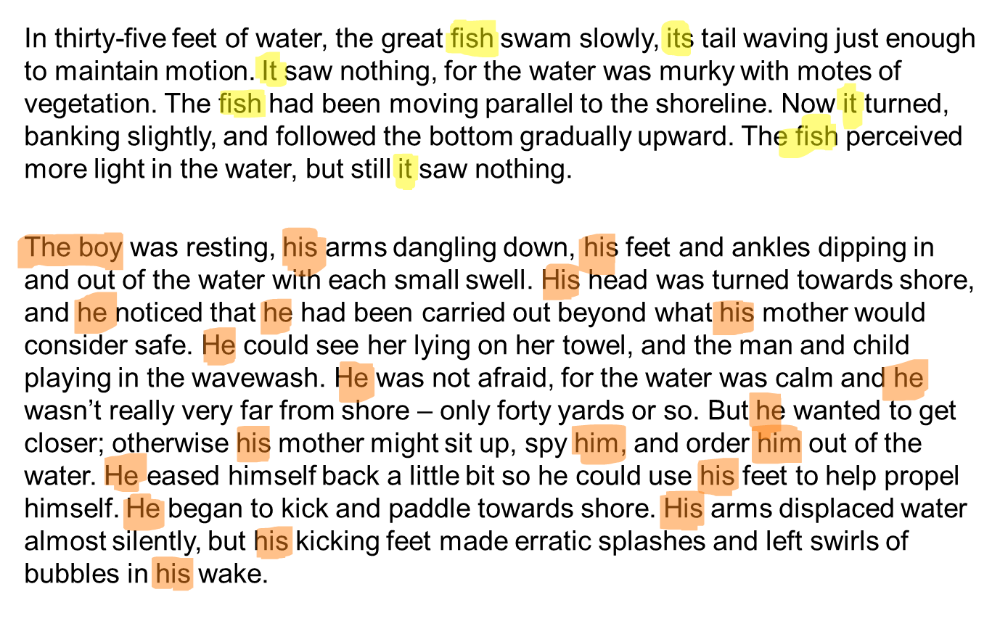 In thirty-five feet of water, the great fish swam slowly, its tail waving just enough
to maintain motion. It saw nothing, for the water was murky with motes of
vegetation. The fish had been moving parallel to the shoreline. Now it turned,
banking slightly, and followed the bottom gradually upward. The fish perceived
more light in the water, but still it saw nothing.
The boy was resting, his arms dangling down, his feet and ankles dipping in
and out of the water with each small swell. His head was turned towards shore,
and he noticed that he had been carried out beyond what his mother would
consider safe. He could see her lying on her towel, and the man and child
playing in the wavewash. He was not afraid, for the water was calm and he
wasn’t really very far from shore – only forty yards or so. But he wanted to get
closer; otherwise his mother might sit up, spy him, and order him out of the
water. He eased himself back a little bit so he could use his feet to help propel
himself. He began to kick and paddle towards shore. His arms displaced water
almost silently, but his kicking feet made erratic splashes and left swirls of
bubbles in his wake.